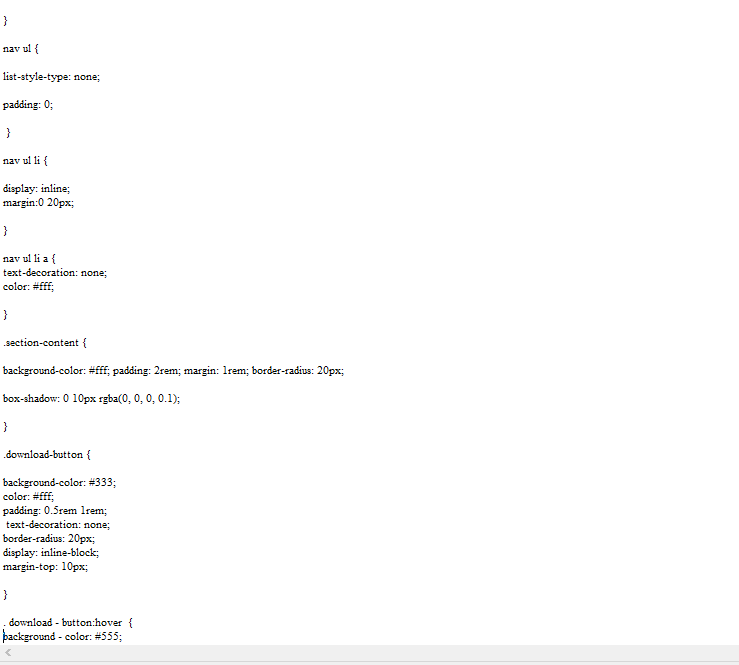 }
nav ul {
list-style-type: none;
padding: 0;
}
nav ul li {
display: inline;
margin:0 20px;
}
nav ul li a {
text-decoration: none;
color: #fff;
}
.section-content {
background-color: #fff; padding: 2rem; margin: 1rem; border-radius: 20px;
box-shadow: 0 10px rgba(0, 0, 0, 0.1);
}
.download-button {
background-color: #333;
color: #fff;
padding: 0.5rem 1rem;
text-decoration: none;
border-radius: 20px;
display: inline-block;
margin-top: 10px;
}
. download - button:hover  {
background - color: #555;